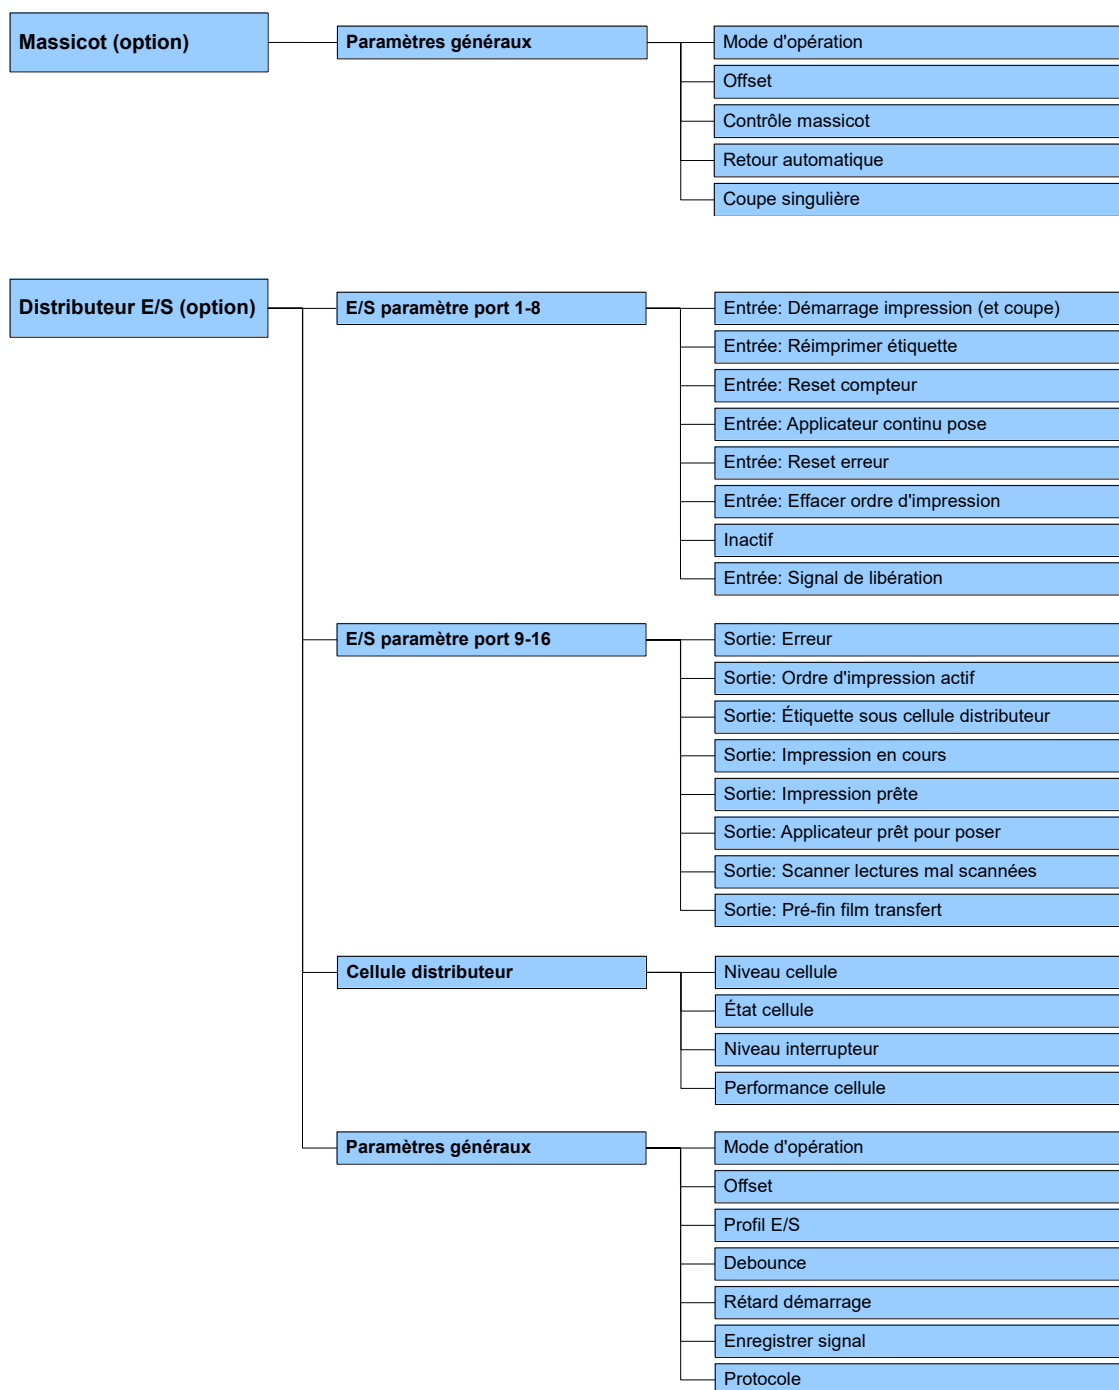 Massicot (option)
Paramètres généraux
Mode d'opération
Offset
Contrôle massicot
Retour automatique
Coupe singulière
Distributeur E/S (option)
E/S paramètre port 1-8
Entrée: Démarrage impression (et coupe)
Entrée: Réimprimer étiquette
Entrée: Reset compteur
Entrée: Applicateur continu pose
Entrée: Reset erreur
Entrée: Effacer ordre d'impression
Inactif
Entrée: Signal de libération
E/S paramètre port 9-16
Sortie: Erreur
Sortie: Ordre d'impression actif
Sortie: Étiquette sous cellule distributeur
Sortie: Impression en cours
Sortie: Impression prête
Sortie: Applicateur prêt pour poser
Sortie: Scanner lectures mal scannées
Sortie: Pré-fin film transfert
Cellule distributeur
Niveau cellule
État cellule
Niveau interrupteur
Performance cellule
Paramètres généraux
Mode d'opération
Offset
Profil E/S
Debounce
Rétard démarrage
Enregistrer signal
Protocole